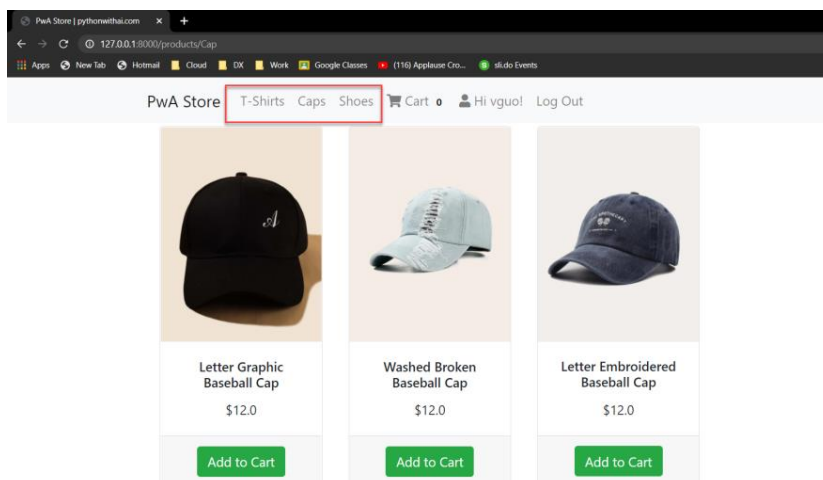 PwA Store | pythonwithai.com
127.0.0.1:8000/products/Cap
Apps New Tab Hotmail Cloud DX Work Google Classes (116) Applause Cro... sli.do Events
PwA Store T-Shirts Caps Shoes Cart 0 Hi vguo! Log Out
A
Letter Graphic
Baseball Cap
$12.0
Add to Cart
Washed Broken
Baseball Cap
$12.0
Add to Cart
Letter Embroidered
Baseball Cap
$12.0
Add to Cart